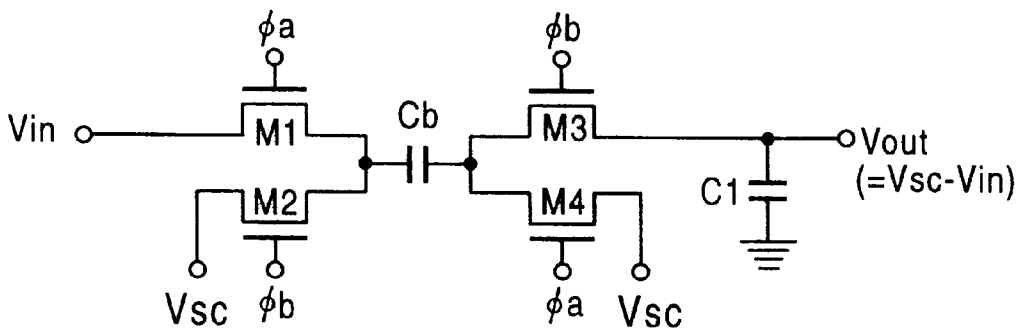 ϕa
ϕb
Vin
M1
Cb
M3
Vout
(=Vsc-Vin)
M2
M4
C1
Vsc
ϕb
ϕa
Vsc